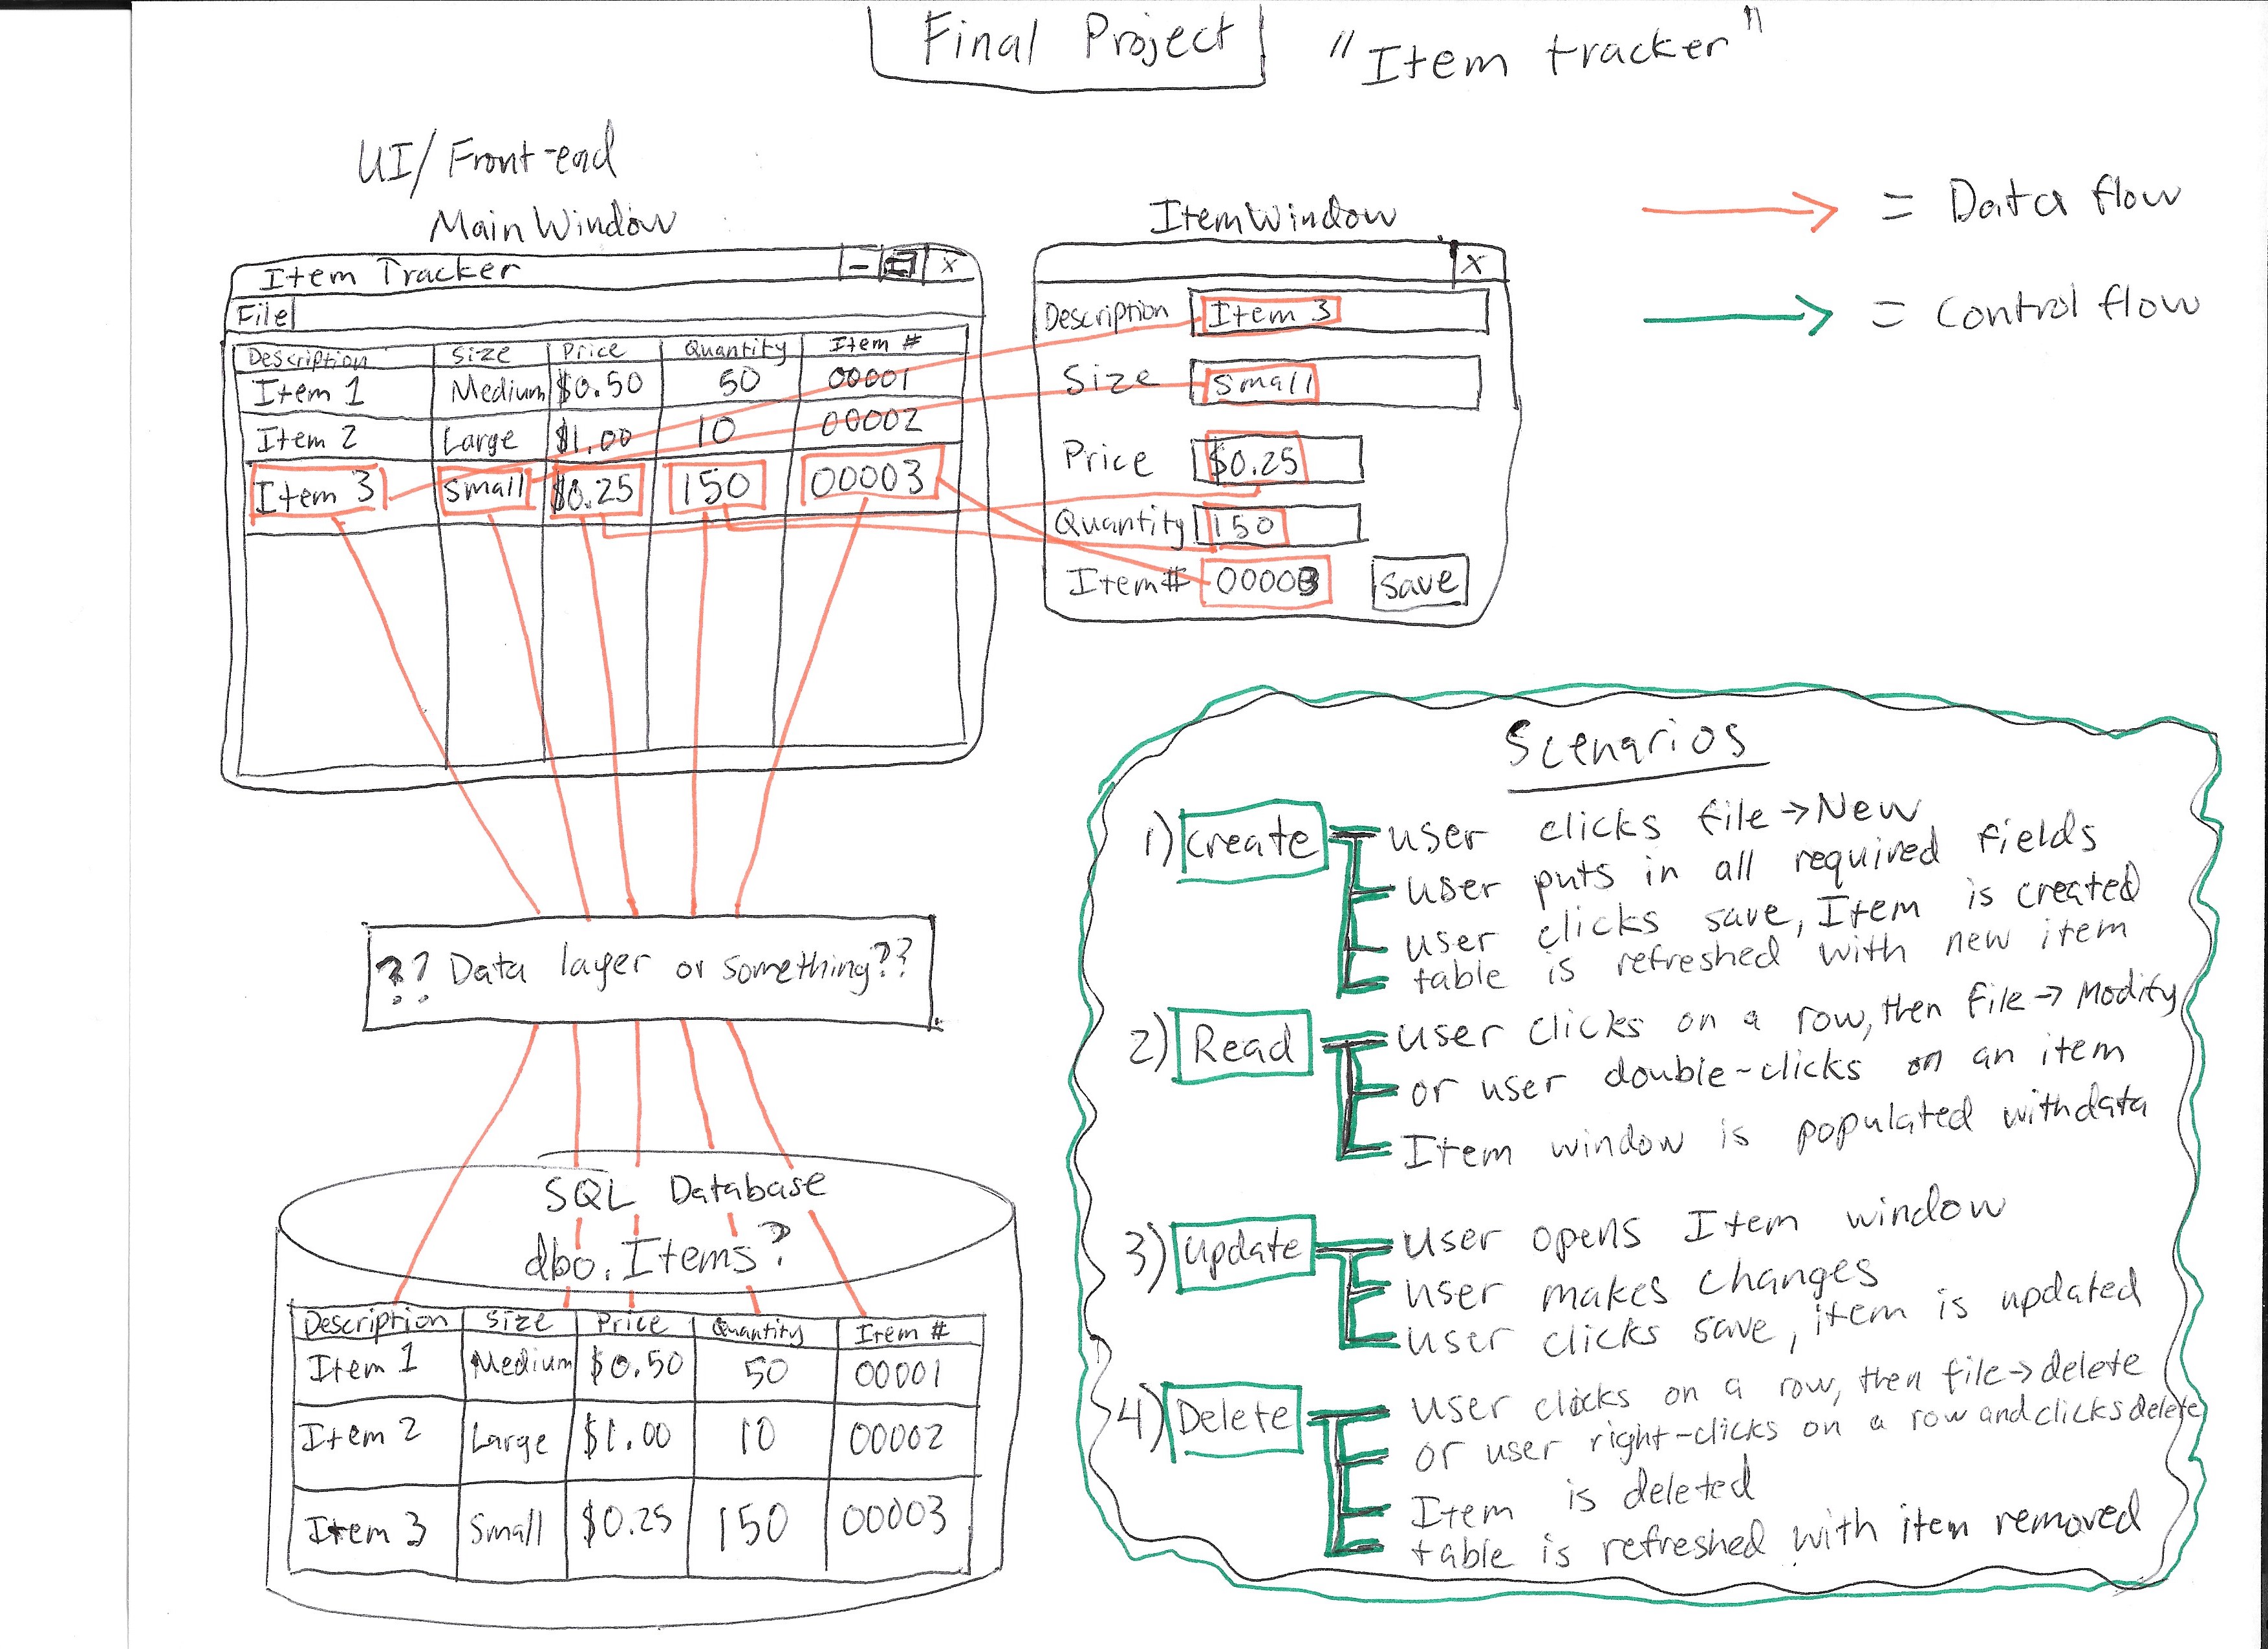 Final Project "Item tracker"
UI/Front-end
MainWindow
Item Tracker - X
File
Description Size Price Quantity Item #
Item 1 Medium $0.50 50 00001
Item 2 Large $1.00 10 00002
Item 3 Small $0.25 150 00003
ItemWindow
X
Description Item 3
Size Small
Price $0.25
Quantity 150
Item# 00003 save
= Data flow
= Control flow
?? Data layer or something??
SQL Database
dbo.Items?
Description Size Price Quantity Item #
Item 1 Medium $0.50 50 00001
Item 2 Large $1.00 10 00002
Item 3 Small $0.25 150 00003
Scenarios
1) Create user clicks file→New
user puts in all required fields
user clicks save, Item is created
table is refreshed with new item
2) Read user clicks on a row, then file→Modify
or user double-clicks on an item
Item window is populated with data
3) Update User opens Item window
user makes changes
user clicks save, item is updated
4) Delete User clicks on a row, then file→delete
or user right-clicks on a row and clicks delete
Item is deleted
table is refreshed with item removed